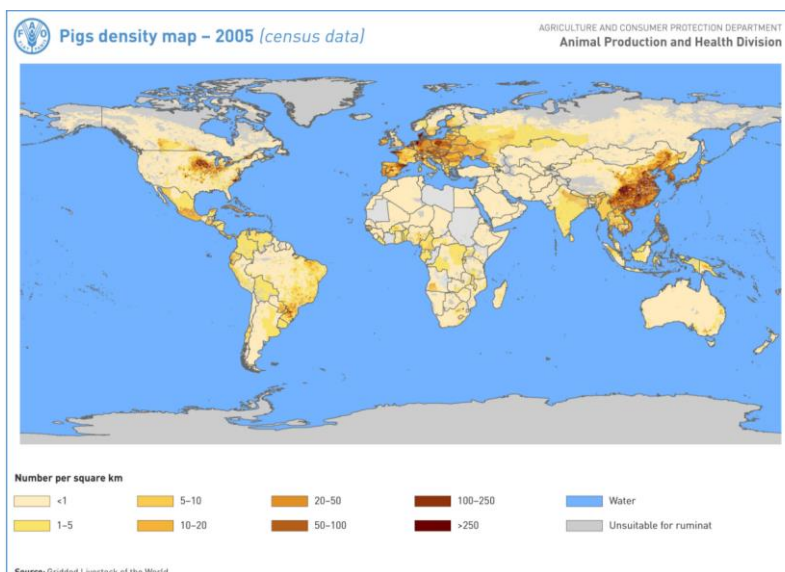 FAO
Pigs density map – 2005 (census data)
AGRICULTURE AND CONSUMER PROTECTION DEPARTMENT
Animal Production and Health Division
Number per square km
<1
5–10
20–50
100–250
Water
1–5
10–20
50–100
>250
Unsuitable for ruminat
Source: Gridded Livestock of the World